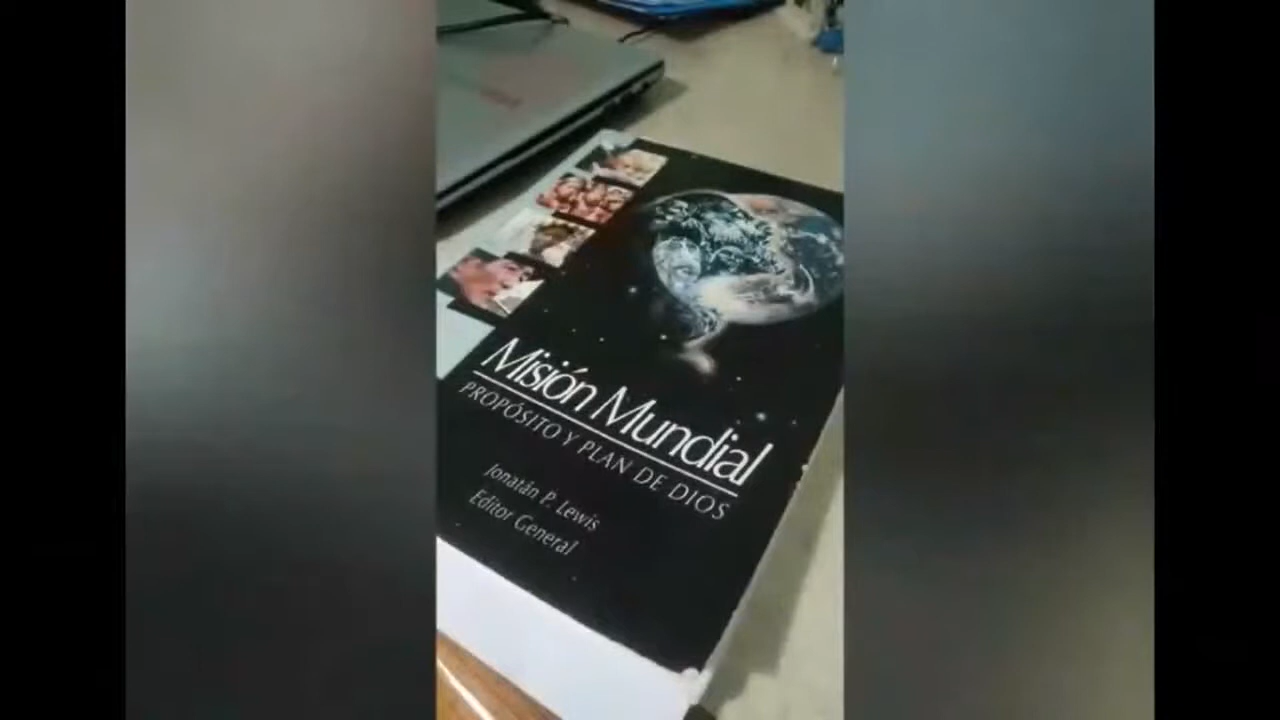 Misión Mundial
PROPÓSITO Y PLAN DE DIOS
Jonatán P. Lewis
Editor General